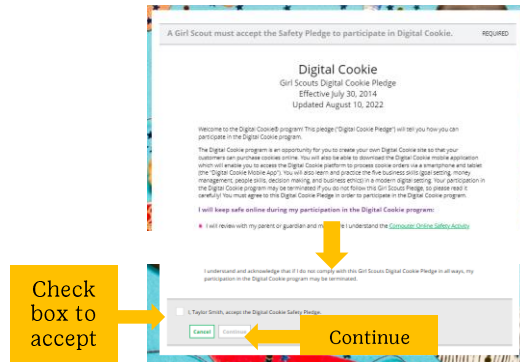 A Girl Scout must accept the Safety Pledge to participate in Digital Cookie. REQUIRED
Digital Cookie
Girl Scouts Digital Cookie Pledge
Effective July 30, 2014
Updated August 10, 2022
Welcome to the Digital Cookie® program! This pledge ("Digital Cookie Pledge") will tell you how you can
participate in the Digital Cookie program.
The Digital Cookie program is an opportunity for you to create your own Digital Cookie site so that your
customers can purchase cookies online. You will also be able to download the Digital Cookie mobile application
which will enable you to access the Digital Cookie platform to process cookie orders via a smartphone and tablet
(the "Digital Cookie Mobile App"). You will also learn and practice the five business skills (goal setting, money
management, people skills, decision making, and business ethics) in a modern digital setting. Your participation in
the Digital Cookie program may be terminated if you do not follow this Girl Scouts Pledge, so please read it
carefully! You must agree to this Digital Cookie Pledge in order to participate in the Digital Cookie program.
I will keep safe online during my participation in the Digital Cookie program:
I will review with my parent or guardian and I understand the Computer Online Safety Activity
I understand and acknowledge that if I do not comply with this Girl Scouts Digital Cookie Pledge in all ways, my
participation in the Digital Cookie program may be terminated.
Check
box to
accept
I, Taylor Smith, accept the Digital Cookie Safety Pledge.
Cancel Continue
Continue